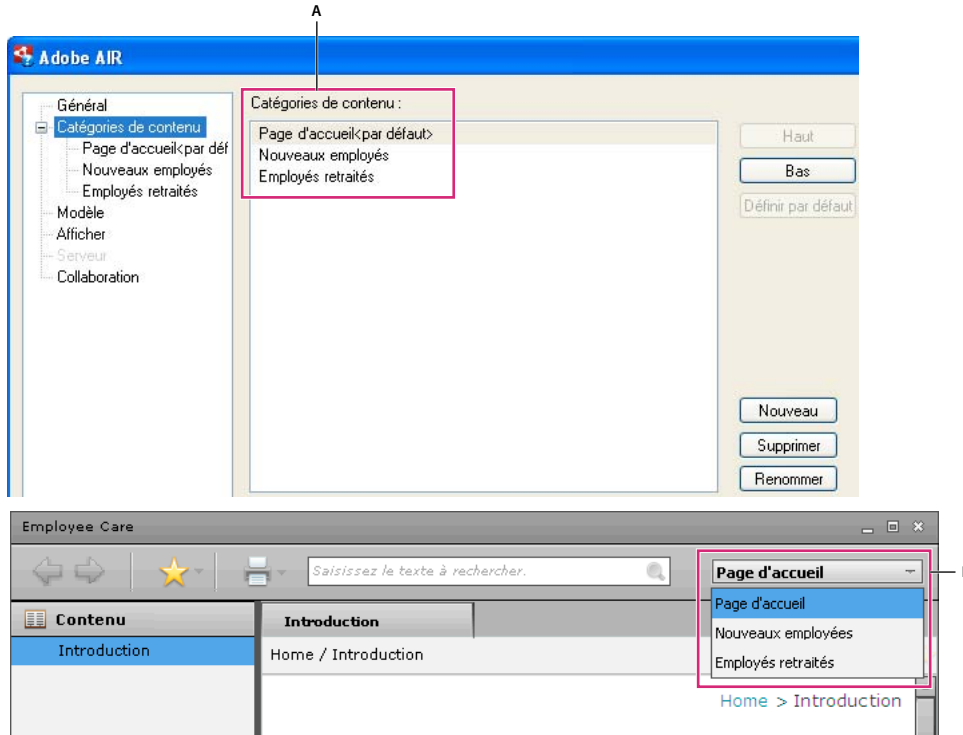 A
Adobe AIR
Général
Catégories de contenu
Page d'accueil<par déf
Nouveaux employés
Employés retraités
Modèle
Afficher
Serveur
Collaboration
Catégories de contenu :
Page d'accueil<par défaut>
Nouveaux employés
Employés retraités
Haut
Bas
Définir par défaut
Nouveau
Supprimer
Renommer
Employee Care
Saisissez le texte à rechercher.
Page d'accueil
Page d'accueil
Nouveaux employées
Employés retraités
Contenu
Introduction
Introduction
Home / Introduction
Home > Introduction